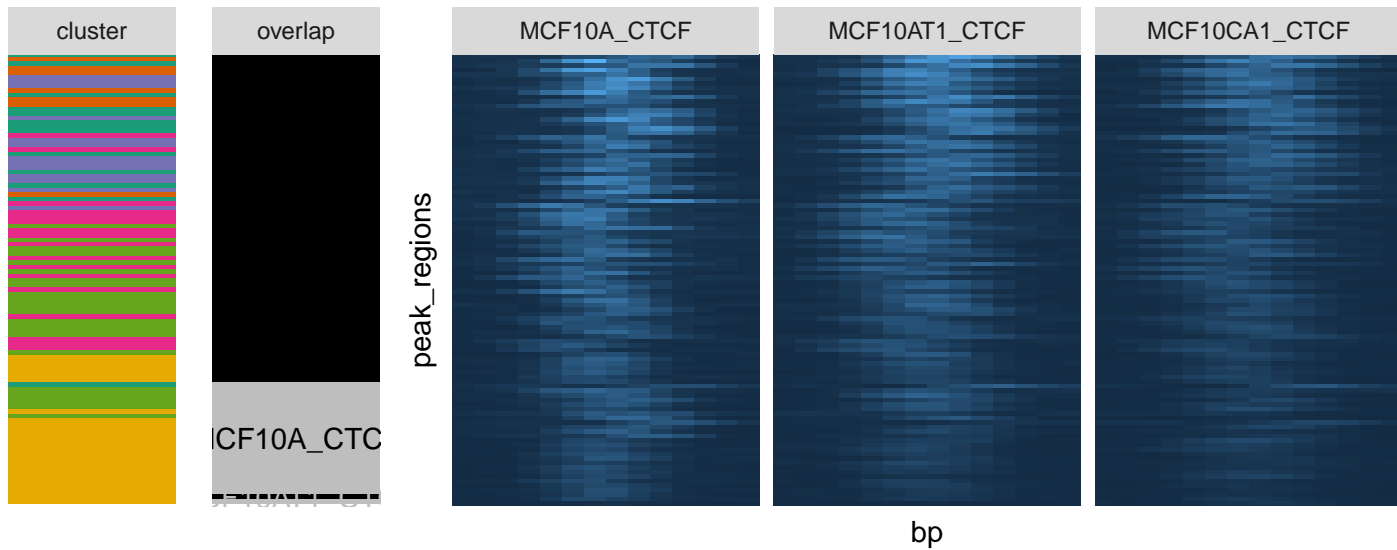 cluster
overlap
MCF10A_CTCF
MCF10AT1_CTCF
MCF10CA1_CTCF
peak_regions
CF10A_CTC
bp